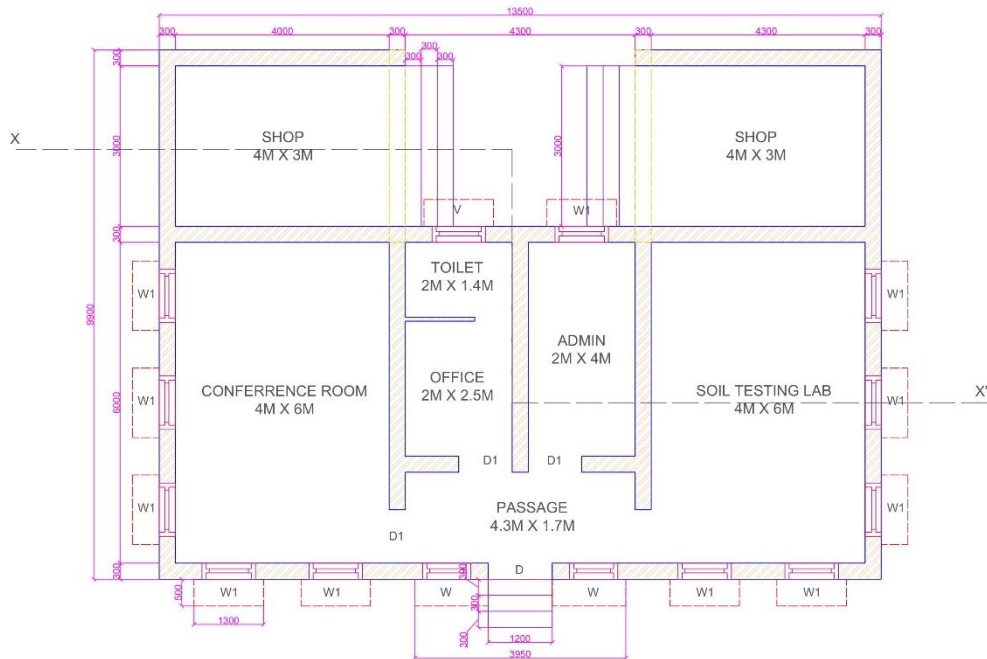 13500
300
4000
300
4300
300
4300
300
300
300
300
300
X
SHOP
4M X 3M
SHOP
4M X 3M
3000
3000
V
W1
300
TOILET
2M X 1.4M
W1
W1
9900
ADMIN
2M X 4M
CONFERRENCE ROOM
4M X 6M
OFFICE
2M X 2.5M
SOIL TESTING LAB
4M X 6M
X'
6000
W1
W1
D1
D1
W1
PASSAGE
4.3M X 1.7M
W1
D1
300
D
300
500
W1
W1
W
W
W1
W1
300
1300
300
1200
3950